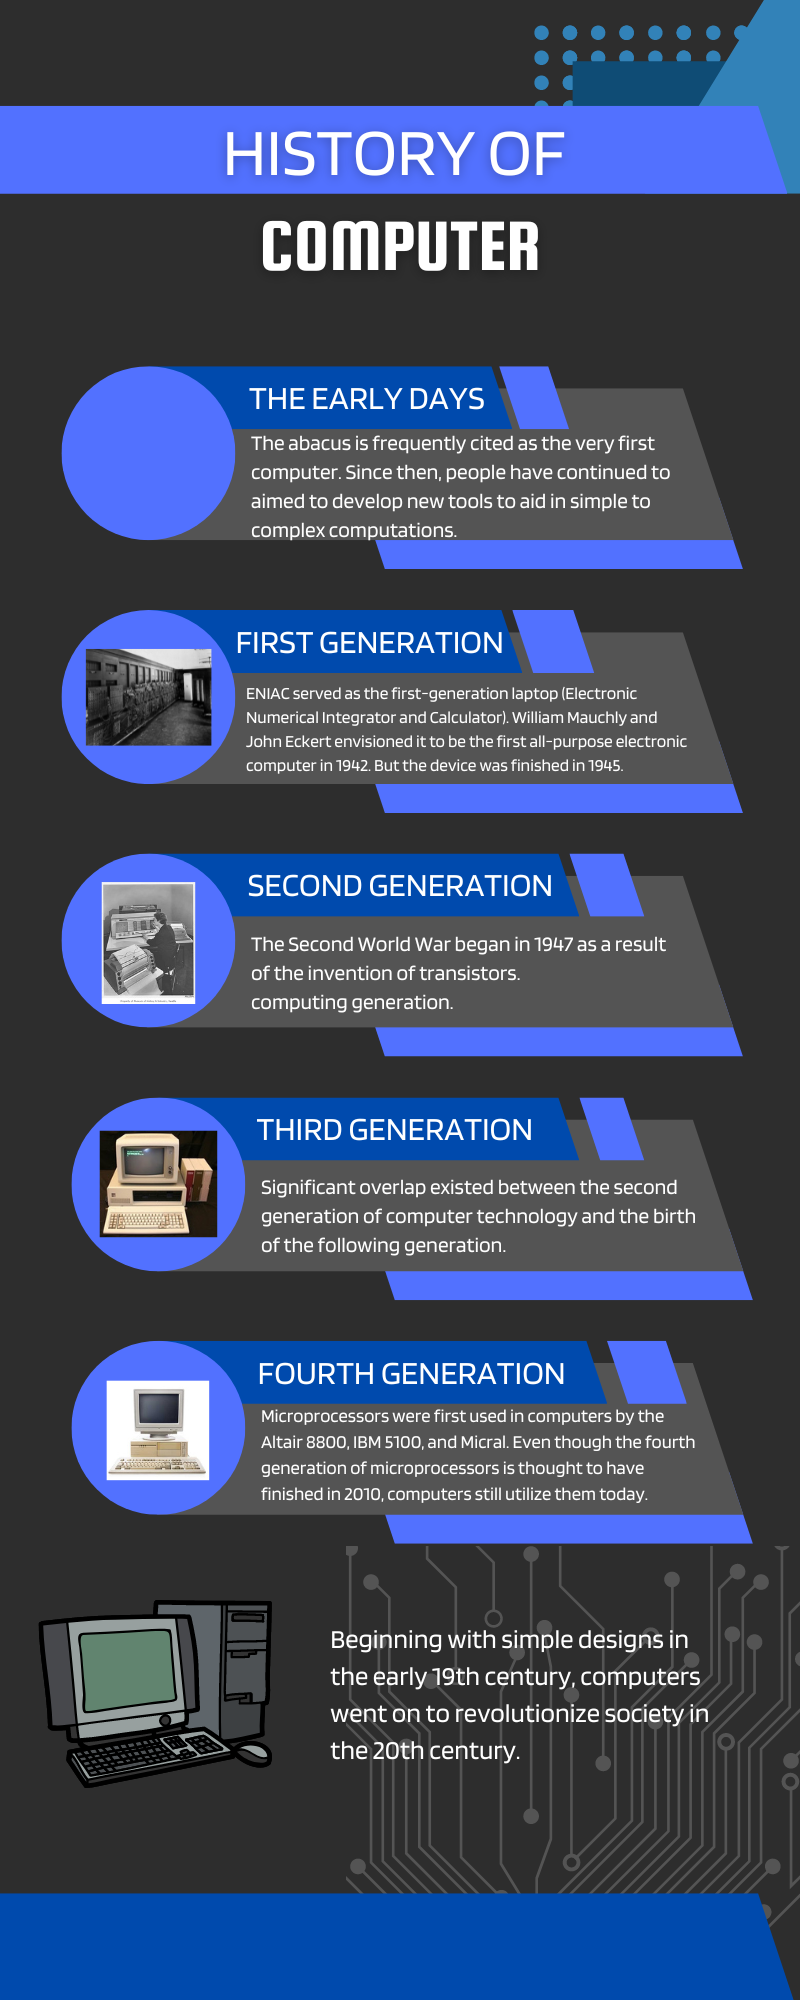 HISTORY OF
COMPUTER
THE EARLY DAYS
The abacus is frequently cited as the very first
computer. Since then, people have continued to
aimed to develop new tools to aid in simple to
complex computations.
FIRST GENERATION
ENIAC served as the first-generation laptop (Electronic
Numerical Integrator and Calculator). William Mauchly and
John Eckert envisioned it to be the first all-purpose electronic
computer in 1942. But the device was finished in 1945.
SECOND GENERATION
The Second World War began in 1947 as a result
of the invention of transistors.
computing generation.
THIRD GENERATION
Significant overlap existed between the second
generation of computer technology and the birth
of the following generation.
FOURTH GENERATION
Microprocessors were first used in computers by the
Altair 8800, IBM 5100, and Micral. Even though the fourth
generation of microprocessors is thought to have
finished in 2010, computers still utilize them today.
Beginning with simple designs in
the early 19th century, computers
went on to revolutionize society in
the 20th century.